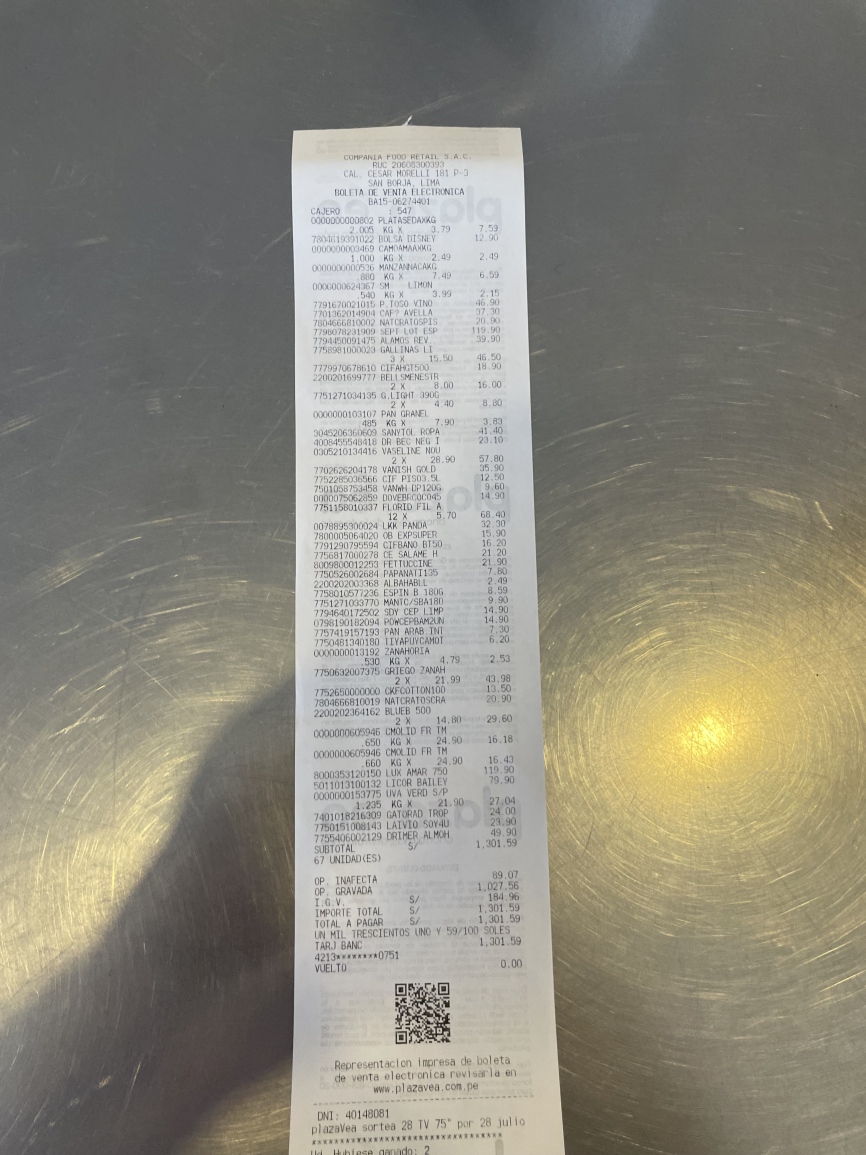 COMPANIA FOOD RETAIL S.A.C.
RUC 20608300393
CAL. CESAR MORELLI 181 P-3
SAN BORJA, LIMA
BOLETA DE VENTA ELECTRONICA
BA15-06274401
CAJERO : 547
0000000000802 PLATASEDAXKG
2.005 KG X 3.79 7.59
7804619391022 BOLSA DISNEY 12.90
0000000003469 CAMOAMAAXKG
1.000 KG X 2.49 2.49
0000000000536 MANZANNACAKG
.880 KG X 7.49 6.59
0000000624367 SM LIMON
.540 KG X 3.99 2.15
7791670021015 P.TOSO VINO 46.90
7701362014904 CAF? AVELLA 37.30
7804666810002 NATCRATOSPIS 20.90
7798078231909 SEPT LOT ESP 119.90
7794450091475 ALAMOS REV. 39.90
7758981000023 GALLINAS LI
3 X 15.50 46.50
7779970678610 CIFAHGT500 18.90
2200201699777 BELLSMENESTR
2 X 8.00 16.00
7751271034135 G.LIGHT 390G
2 X 4.40 8.80
0000000103107 PAN GRANEL
.485 KG X 7.90 3.83
3045206360609 SANYTOL ROPA 41.40
4008455548418 DR BEC NEG I 23.10
0305210134416 VASELINE NOU
2 X 28.90 57.80
7702626204178 VANISH GOLD 35.90
7752285036566 CIF PISO3.5L 12.50
7501058753458 VANWH DP120G 9.60
0000075062859 DOVEBRCOCO45 14.90
7751158010337 FLORID FIL A
12 X 5.70 68.40
0078895300024 LKK PANDA 32.30
7800005064020 OB EXPSUPER 15.90
7791290795594 CIFBANO BT50 16.20
7756817000278 CE SALAME H 21.20
8009800012253 FETTUCCINE 21.90
7750526002684 PAPANATI135 7.80
2200202003368 ALBAHABLL 2.49
7758010577236 ESPIN B 180G 8.59
7751271033770 MANTC/SBA180 9.90
7794640172502 SDY CEP LIMP 14.90
0798190182094 POWCEPBAM2UN 14.90
7757419157193 PAN ARAB INT 7.30
7750481340180 LIYAPUYCAMOT 6.20
0000000013192 ZANAHORIA
.530 KG X 4.79 2.53
7750632007375 GRIEGO ZANAH
2 X 21.99 43.98
7752650000000 CKFCOTTON100 13.50
7804666810019 NATCRATOSCRA 20.90
2200202364162 BLUEB 500
2 X 14.80 29.60
0000000605946 CMOLID FR TM
.650 KG X 24.90 16.18
0000000605946 CMOLID FR TM
.660 KG X 24.90 16.43
8000353120150 LUX AMAR 750 119.90
5011013100132 LICOR BAILEY 79.90
0000000153775 UVA VERD S/P
1.235 KG X 21.90 27.04
7401018216309 GATORAD TROP 24.00
7750151008143 LAIVIO SOY4U 23.90
7755406002129 DRIMER ALMOH 49.90
SUBTOTAL S/ 1,301.59
67 UNIDAD(ES)
OP. INAFECTA 89.07
OP. GRAVADA 1,027.56
I.G.V. S/ 184.96
IMPORTE TOTAL S/ 1,301.59
TOTAL A PAGAR S/ 1,301.59
UN MIL TRESCIENTOS UNO Y 59/100 SOLES
TARJ BANC 1,301.59
4213********0751
VUELTO 0.00
Representacion impresa de boleta
de venta electronica revisarla en
www.plazavea.com.pe
DNI: 40148081
plazaVea sortea 28 TV 75" por 28 julio
********************************
Ud. Hubiese ganado: 2